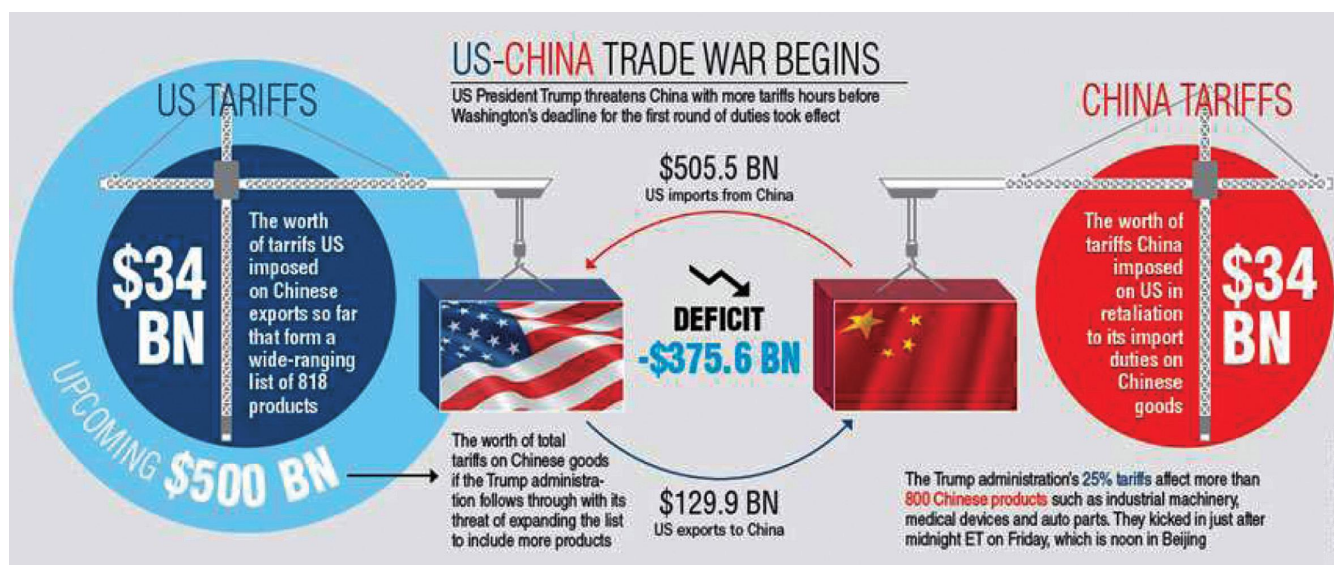 US-CHINA TRADE WAR BEGINS
US President Trump threatens China with more tariffs hours before
Washington's deadline for the first round of duties took effect
US TARIFFS
$34
BN
The worth
of tarrifs US
imposed
on Chinese
exports so far
that form a
wide-ranging
list of 818
products
UPCOMING $500 BN
The worth of total
tariffs on Chinese goods
if the Trump administra-
tion follows through with its
threat of expanding the list
to include more products
$505.5 BN
US imports from China
DEFICIT
-$375.6 BN
$129.9 BN
US exports to China
CHINA TARIFFS
The worth of
tariffs China
imposed
on US in
retaliation
to its import
duties on
Chinese
goods
$34
BN
The Trump administration's 25% tariffs affect more than
800 Chinese products such as industrial machinery,
medical devices and auto parts. They kicked in just after
midnight ET on Friday, which is noon in Beijing